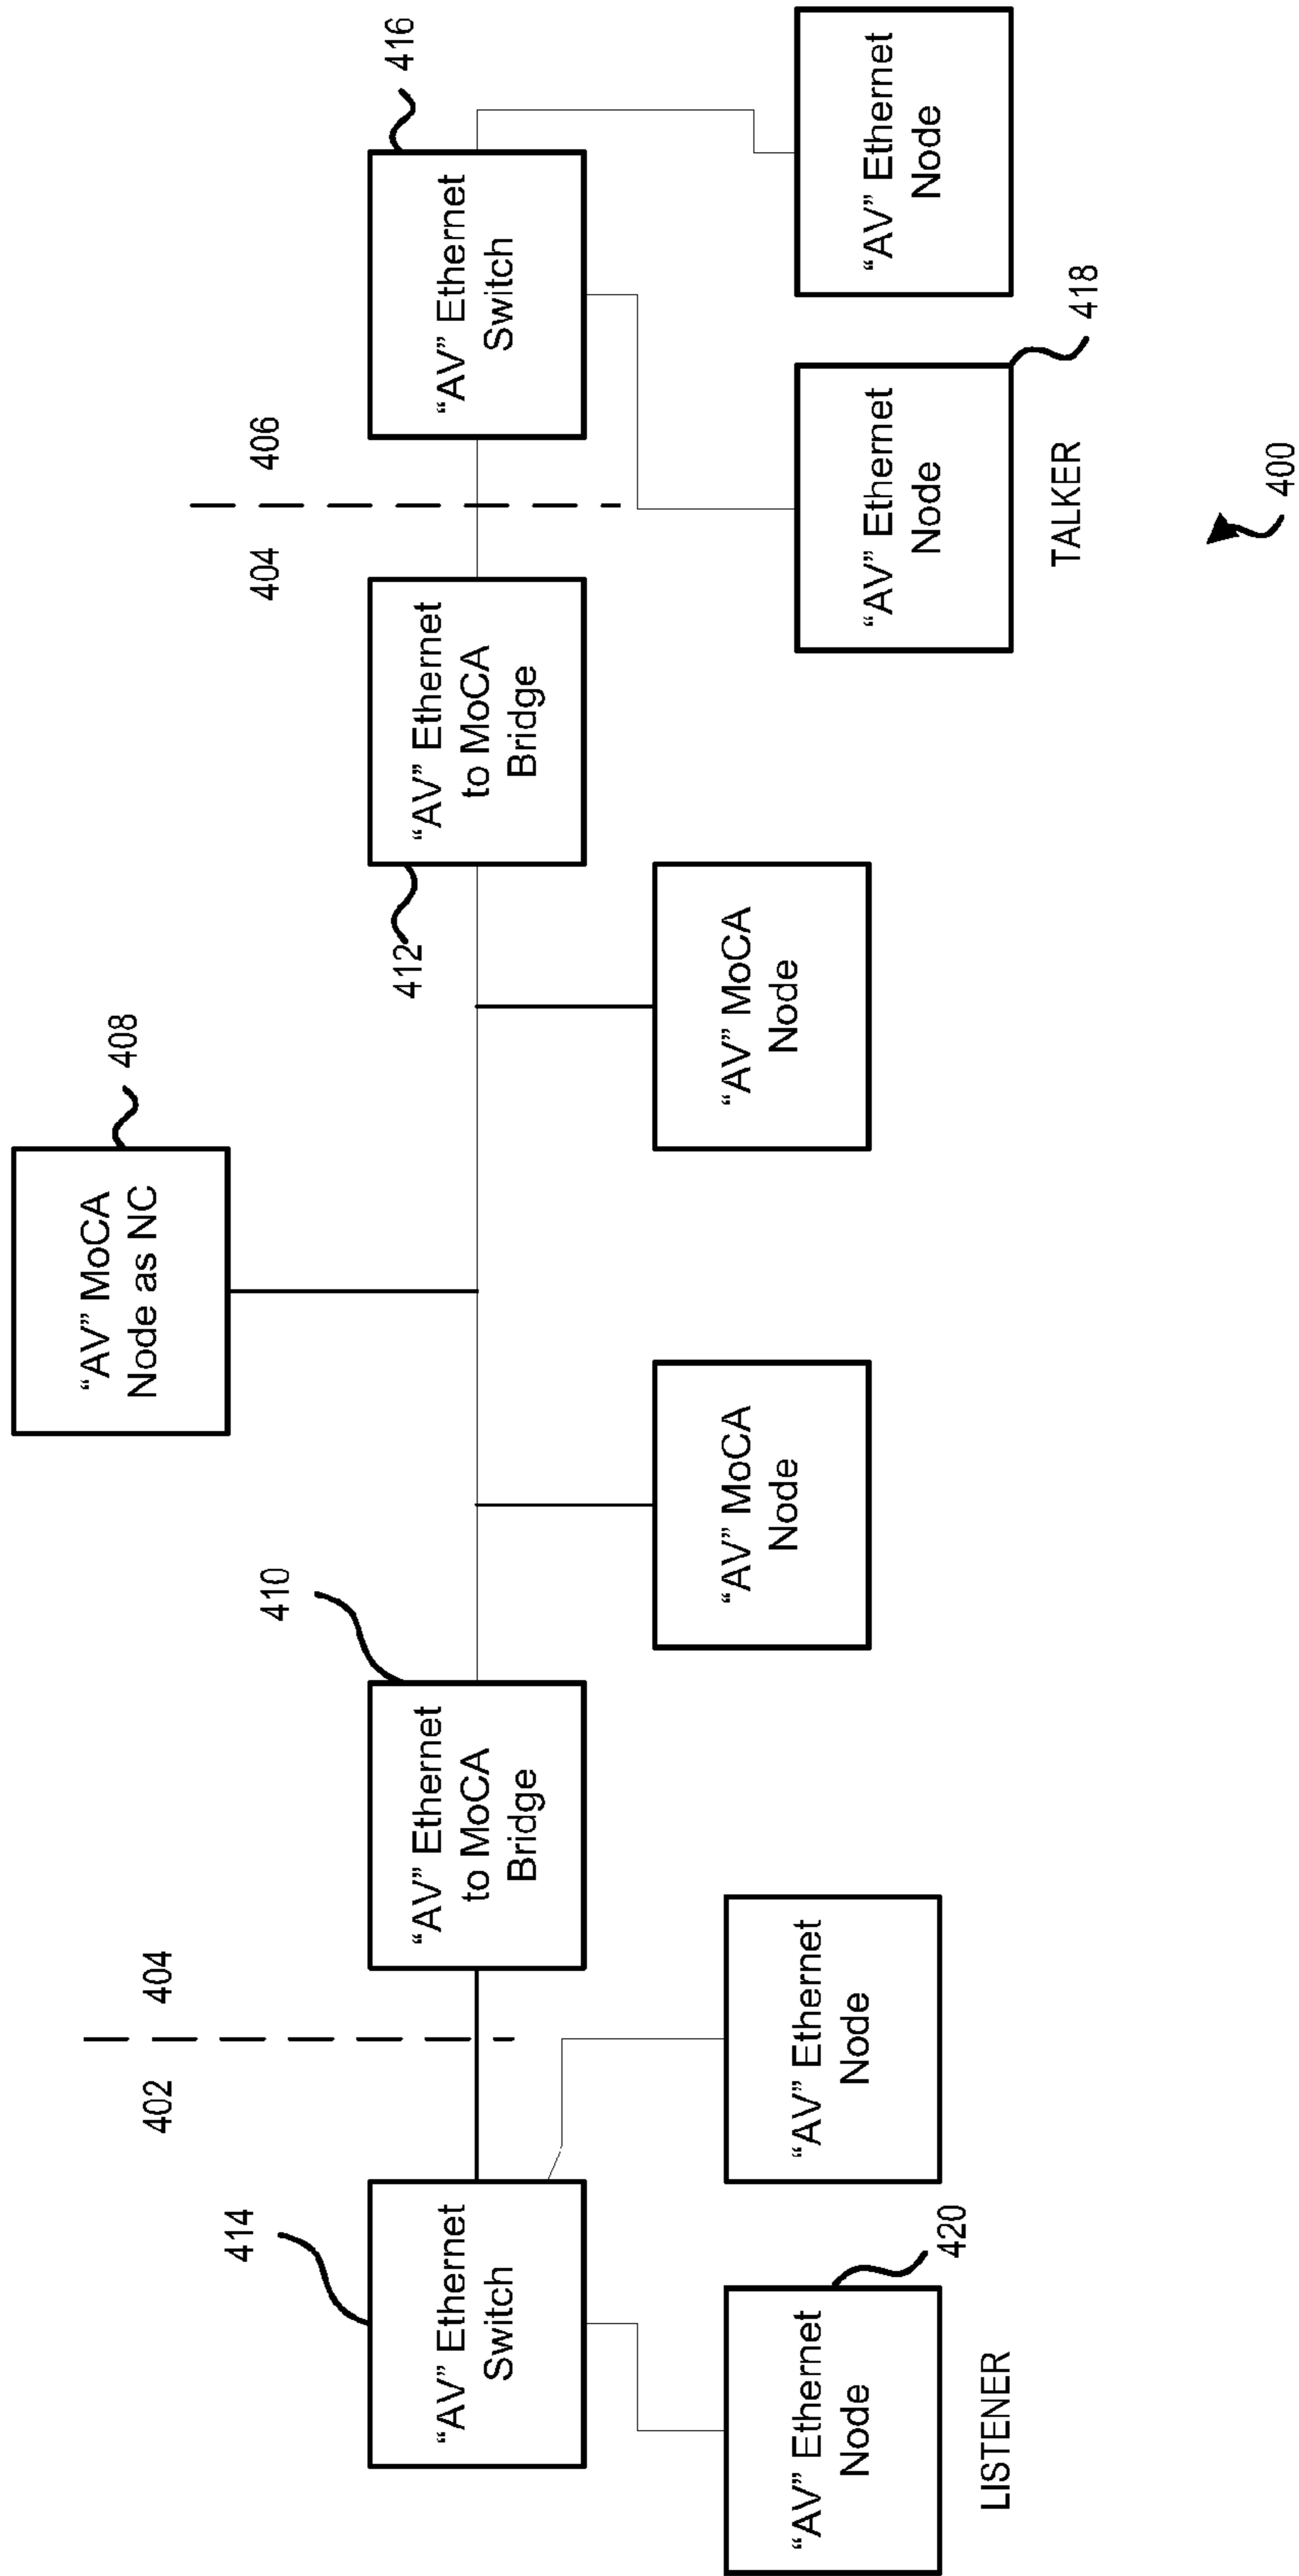 "AV" MoCA
Node as NC
408
402
404
404
406
414
410
412
416
"AV" Ethernet
Switch
"AV" Ethernet
to MoCA
Bridge
"AV" Ethernet
to MoCA
Bridge
"AV" Ethernet
Switch
"AV" MoCA
Node
"AV" MoCA
Node
"AV" Ethernet
Node
420
"AV" Ethernet
Node
"AV" Ethernet
Node
418
"AV" Ethernet
Node
LISTENER
TALKER
400